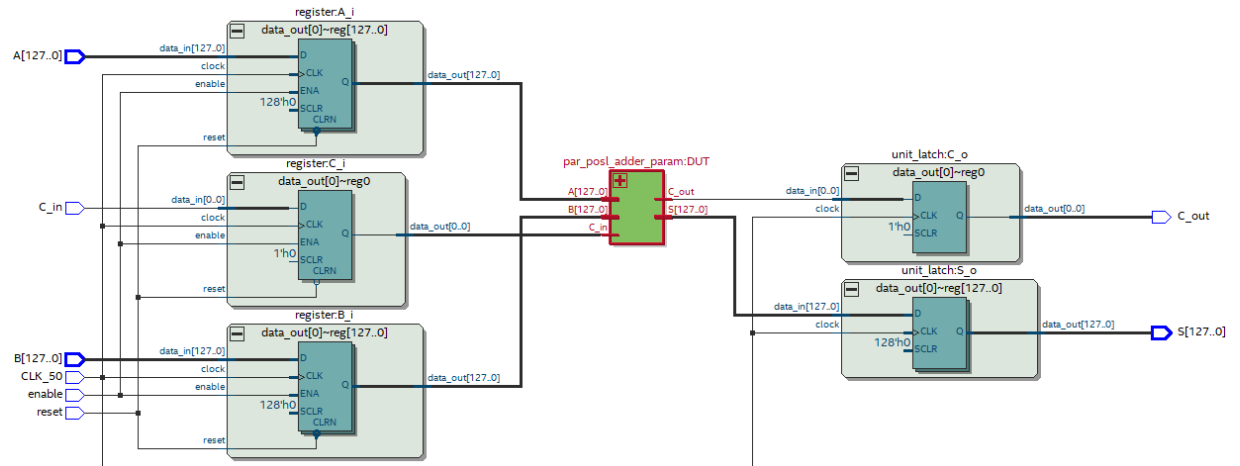 register:A_i
data_out[0]~reg[127..0]
A[127..0]
data_in[127..0]
D
clock
CLK
Q
data_out[127..0]
enable
ENA
128'h0
SCLR
CLRN
reset
register:C_i
data_out[0]~reg0
C_in
data_in[0..0]
D
clock
CLK
Q
data_out[0..0]
enable
ENA
1'h0
SCLR
CLRN
reset
register:B_i
data_out[0]~reg[127..0]
B[127..0]
data_in[127..0]
D
CLK_50
clock
CLK
Q
data_out[127..0]
enable
enable
ENA
128'h0
SCLR
reset
CLRN
reset
par_posl_adder_param:DUT
A[127..0]
C_out
B[127..0]
S[127..0]
C_in
unit_latch:C_o
data_out[0]~reg0
data_in[0..0]
D
clock
CLK
Q
data_out[0..0]
C_out
1'h0
SCLR
unit_latch:S_o
data_out[0]~reg[127..0]
data_in[127..0]
D
clock
CLK
Q
data_out[127..0]
S[127..0]
128'h0
SCLR